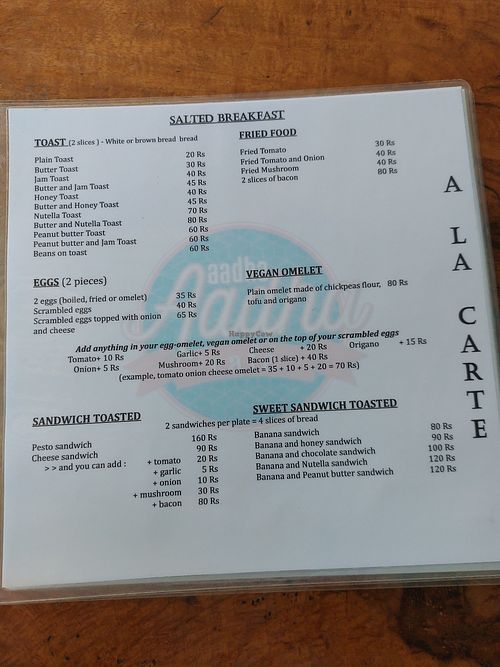 SALTED BREAKFAST
TOAST (2 slices ) - White or brown bread bread
Plain Toast 20 Rs
Butter Toast 30 Rs
Jam Toast 40 Rs
Butter and Jam Toast 45 Rs
Honey Toast 40 Rs
Butter and Honey Toast 45 Rs
Nutella Toast 70 Rs
Butter and Nutella Toast 80 Rs
Peanut butter Toast 60 Rs
Peanut butter and Jam Toast 60 Rs
Beans on toast 60 Rs
FRIED FOOD
Fried Tomato 30 Rs
Fried Tomato and Onion 40 Rs
Fried Mushroom 40 Rs
2 slices of bacon 80 Rs
A LA CARTE
EGGS (2 pieces)
2 eggs (boiled, fried or omelet) 35 Rs
Scrambled eggs 40 Rs
Scrambled eggs topped with onion 65 Rs
and cheese
VEGAN OMELET
Plain omelet made of chickpeas flour, 80 Rs
tofu and origano
aadha
HappyCow
Add anything in your egg-omelet, vegan omelet or on the top of your scrambled eggs
Tomato+ 10 Rs Garlic+ 5 Rs Cheese + 20 Rs Origano + 15 Rs
Onion+ 5 Rs Mushroom+ 20 Rs Bacon (1 slice) + 40 Rs
(example, tomato onion cheese omelet = 35 + 10 + 5 + 20 = 70 Rs)
SANDWICH TOASTED
SWEET SANDWICH TOASTED
2 sandwiches per plate = 4 slices of bread
Pesto sandwich 160 Rs
Cheese sandwich 90 Rs
> > and you can add : + tomato 20 Rs
+ garlic 5 Rs
+ onion 10 Rs
+ mushroom 30 Rs
+ bacon 80 Rs
Banana sandwich 80 Rs
Banana and honey sandwich 90 Rs
Banana and chocolate sandwich 100 Rs
Banana and Nutella sandwich 120 Rs
Banana and Peanut butter sandwich 120 Rs